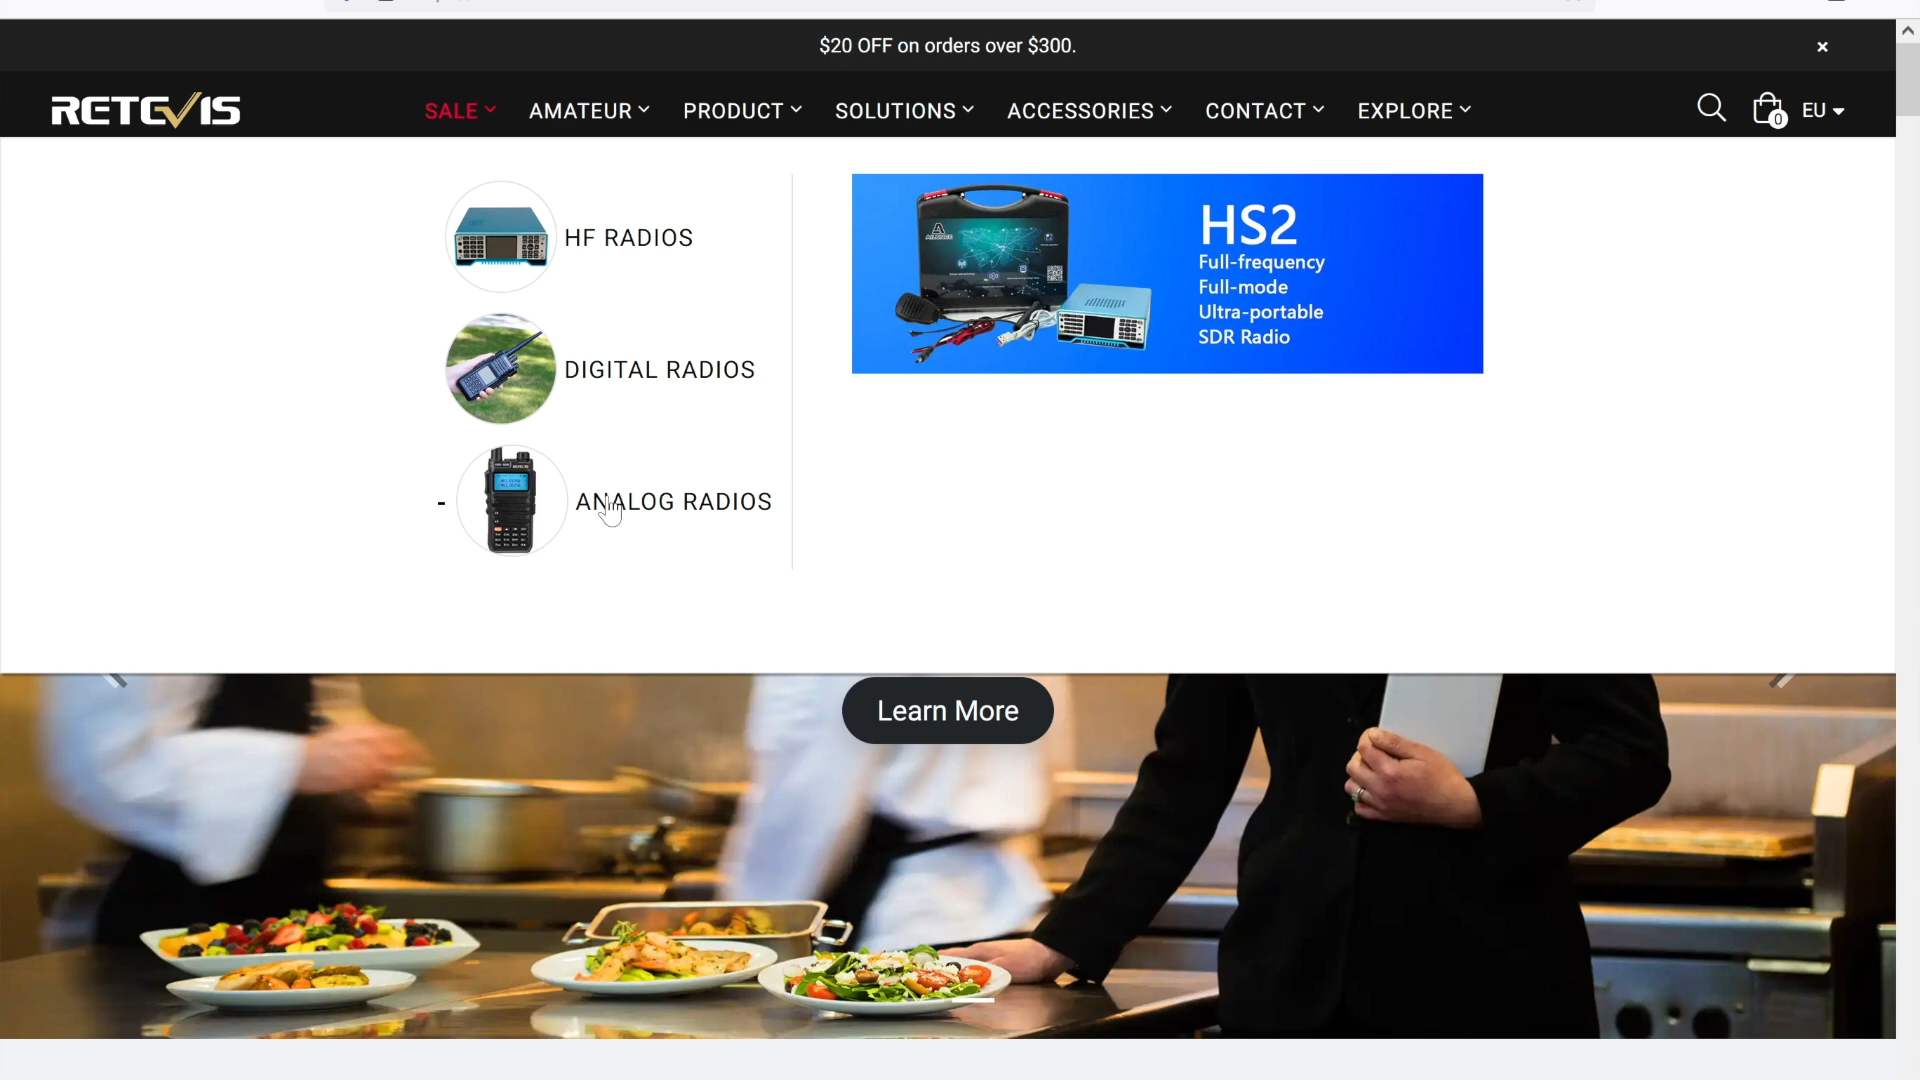 $20 OFF on orders over $300.
×
RETEVIS
SALE
AMATEUR
PRODUCT
SOLUTIONS
ACCESSORIES
CONTACT
EXPLORE
0
EU
HF RADIOS
DIGITAL RADIOS
- ANALOG RADIOS
HS2
Full-frequency
Full-mode
Ultra-portable
SDR Radio
Learn More